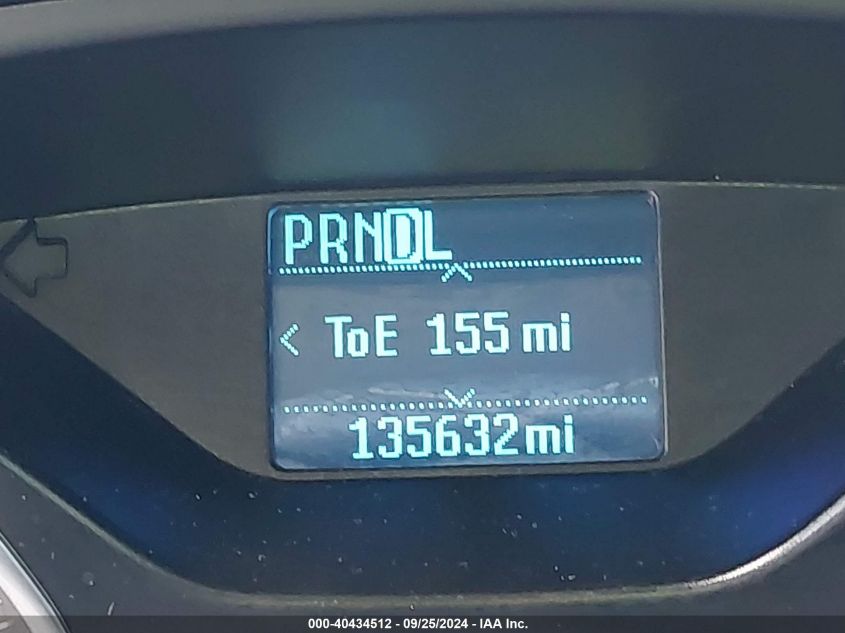 PRNDL
ToE 155 mi
135632mi
000-40434512 - 09/25/2024 - IAA Inc.